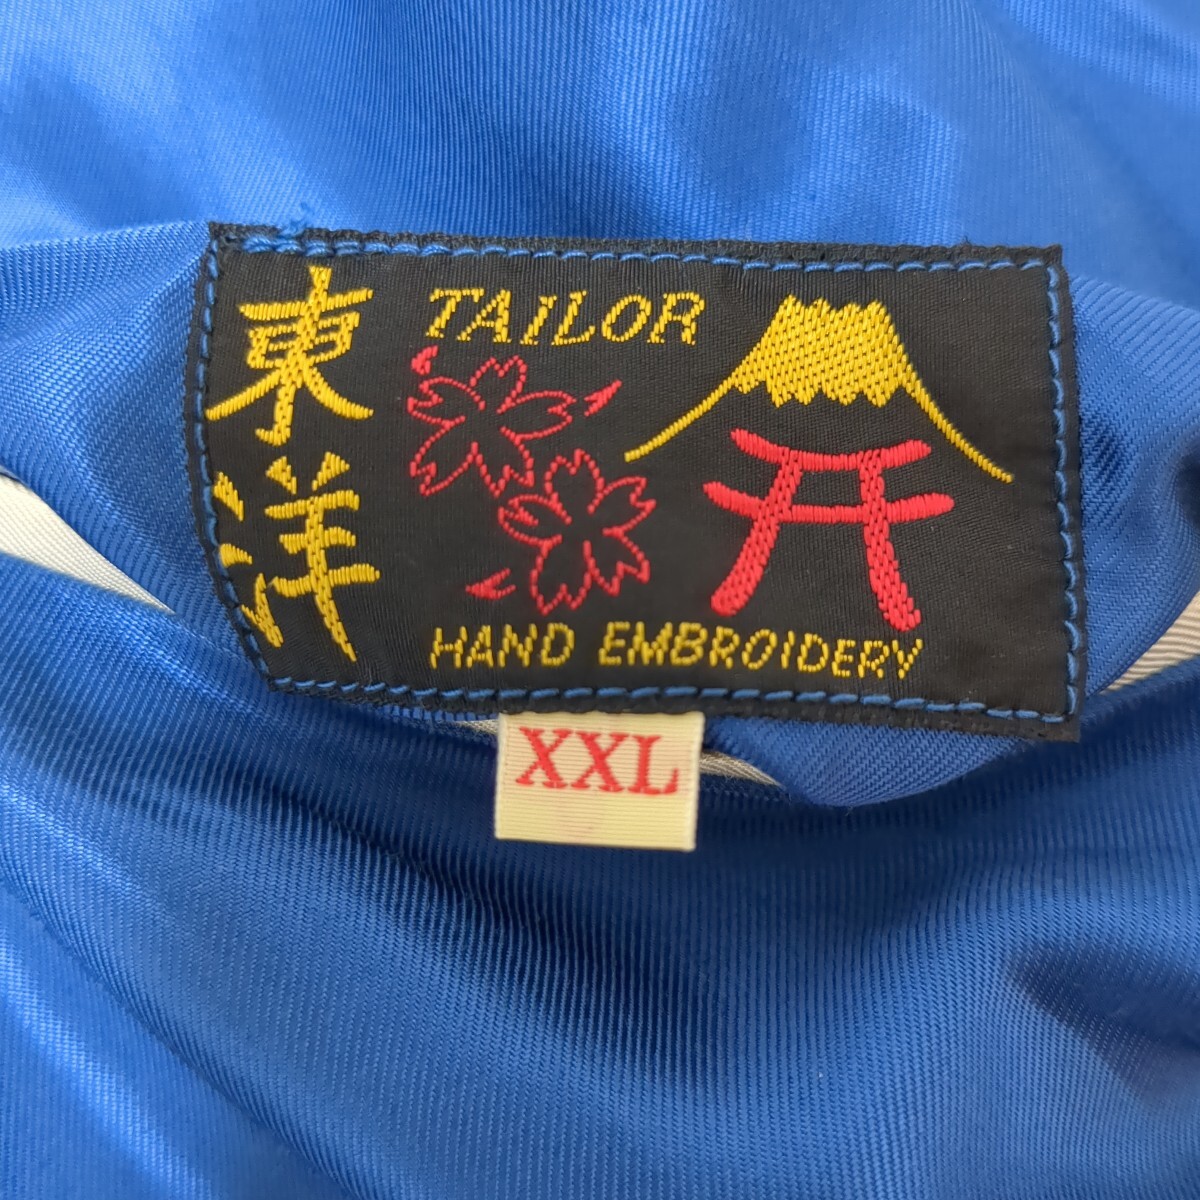 東洋
TAILOR
HAND EMBROIDERY
XXL